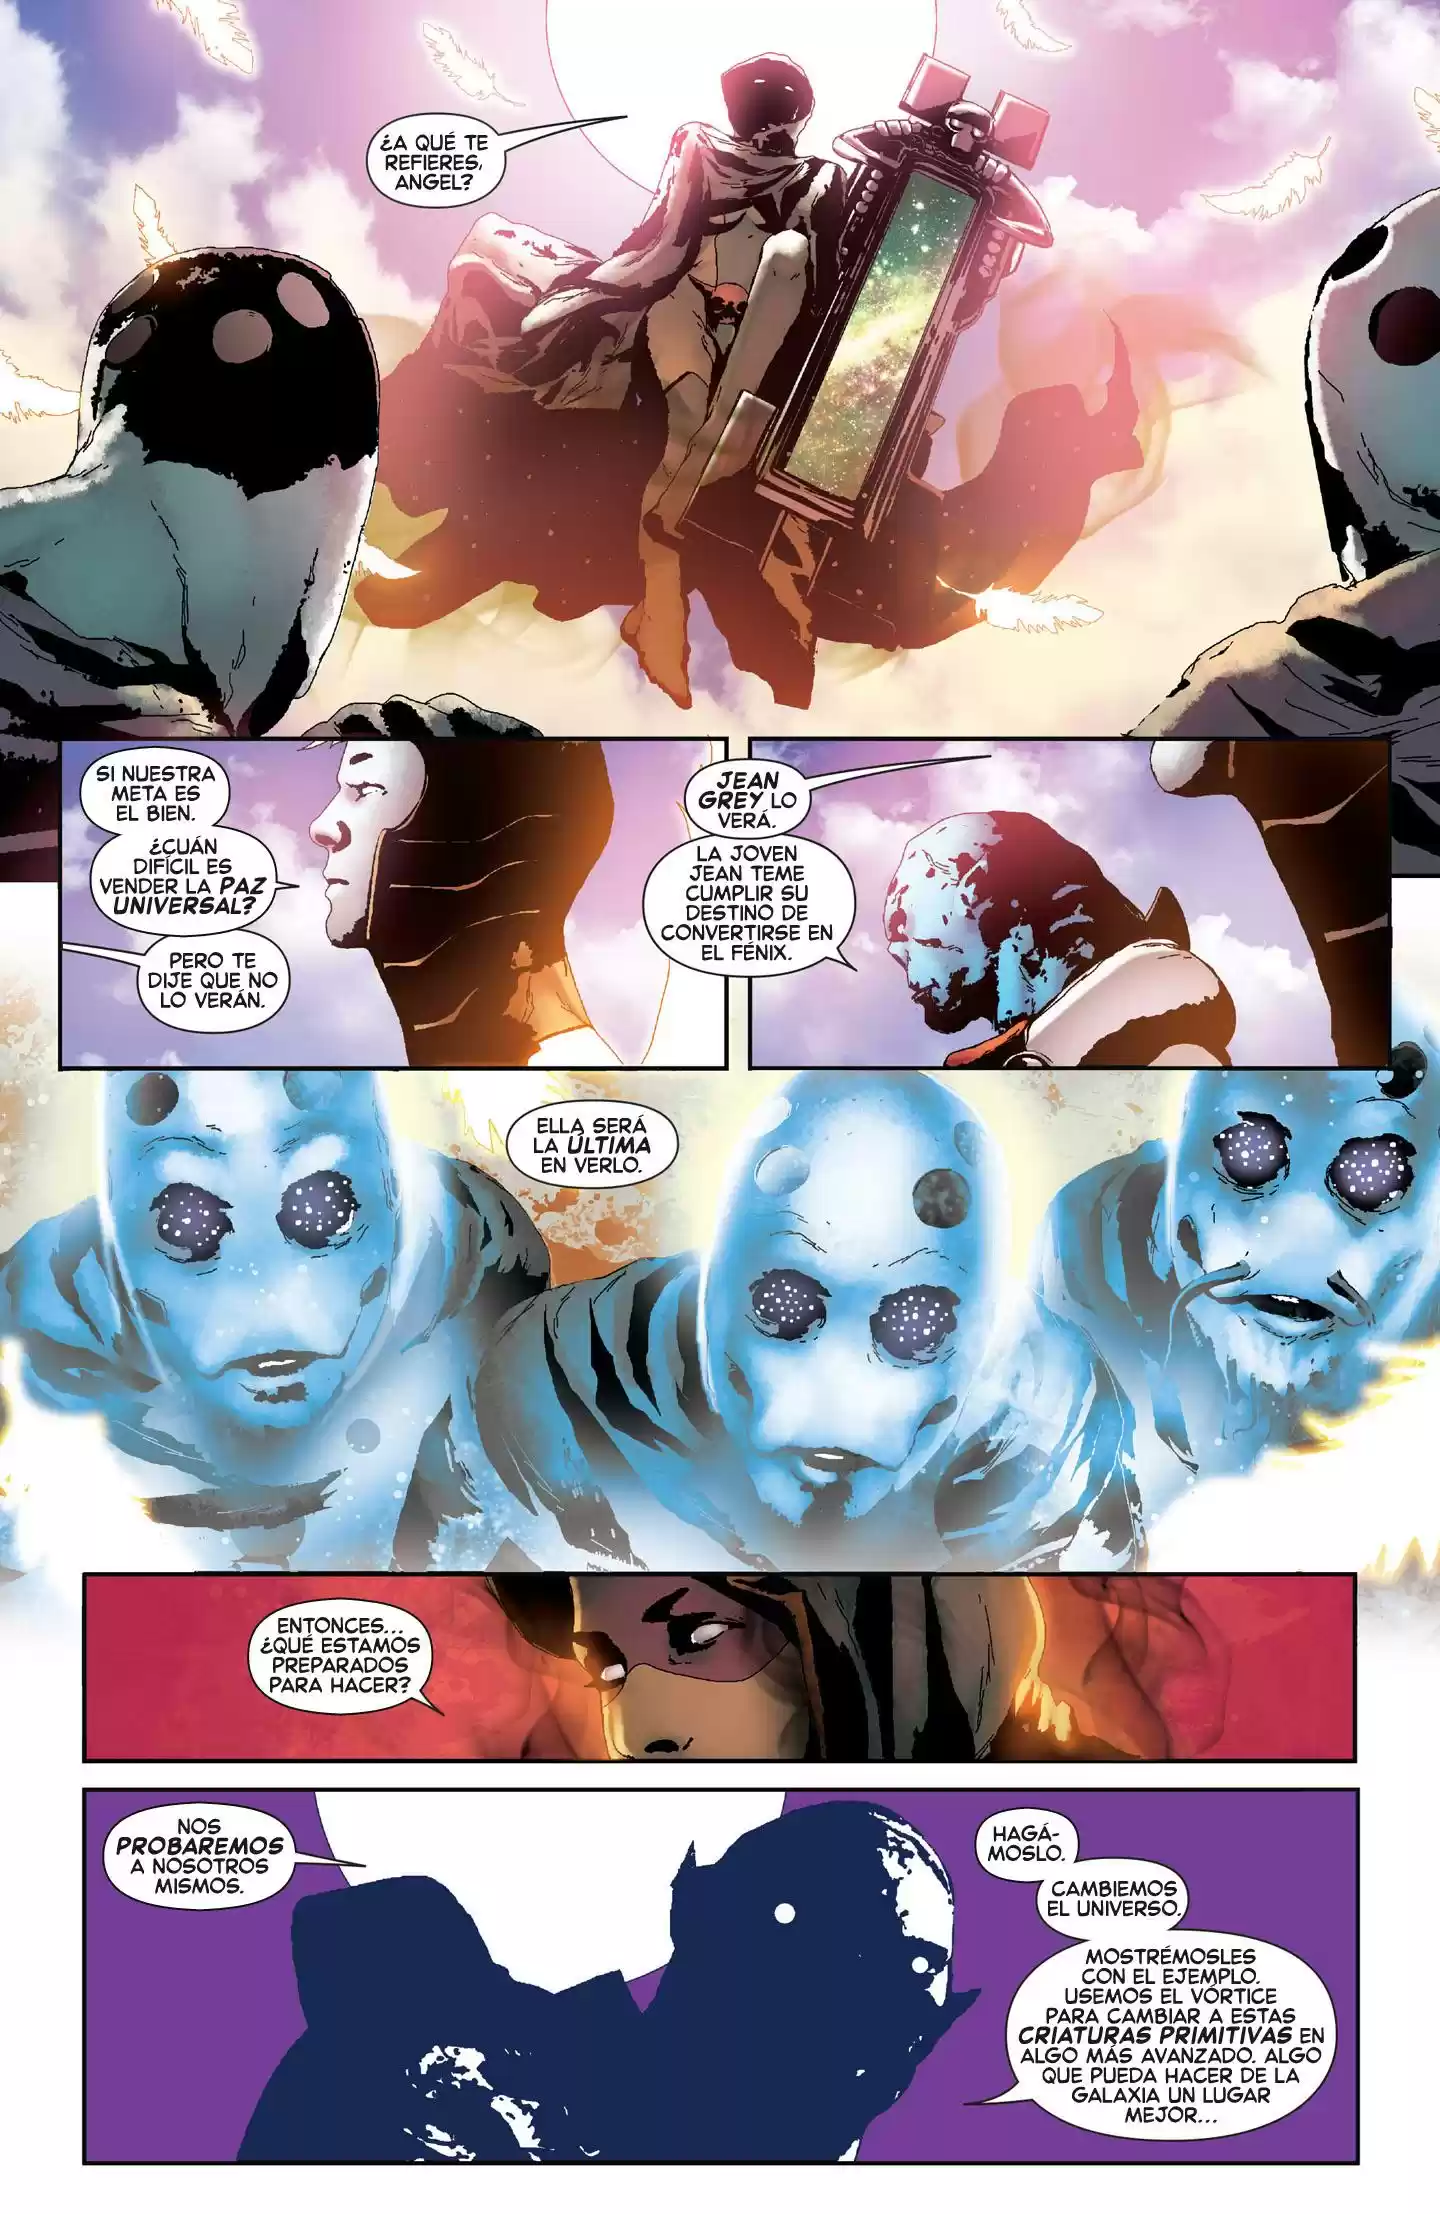 ¿A QUÉ TE
REFIERES,
ANGEL?
SI NUESTRA
META ES
EL BIEN.
¿CUÁN
DIFÍCIL ES
VENDER LA PAZ
UNIVERSAL?
PERO TE
DIJE QUE NO
LO VERÁN.
JEAN
GREY LO
VERÁ.
LA JOVEN
JEAN TEME
CUMPLIR SU
DESTINO DE
CONVERTIRSE EN
EL FÉNIX.
ELLA SERÁ
LA ÚLTIMA
EN VERLO.
ENTONCES...
¿QUÉ ESTAMOS
PREPARADOS
PARA HACER?
NOS
PROBAREMOS
A NOSOTROS
MISMOS.
HAGÁ-
MOSLO.
CAMBIEMOS
EL UNIVERSO.
MOSTRÉMOSLES
CON EL EJEMPLO.
USEMOS EL VÓRTICE
PARA CAMBIAR A ESTAS
CRIATURAS PRIMITIVAS EN
ALGO MÁS AVANZADO. ALGO
QUE PUEDA HACER DE LA
GALAXIA UN LUGAR
MEJOR...